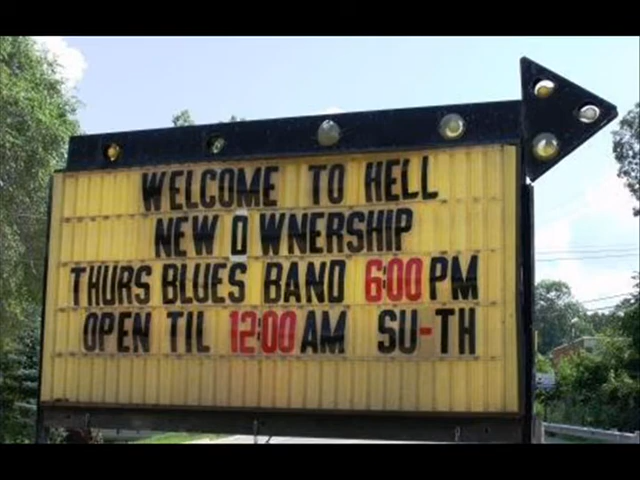 WELCOME TO HELL
NEW OWNERSHIP
THURS BLUES BAND 6:00 PM
OPEN TIL 12:00 AM SU-TH